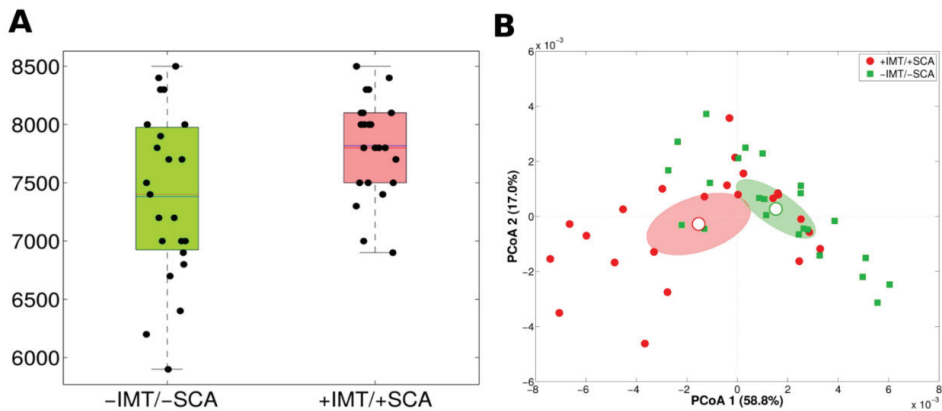 A
8500
8000
7500
7000
6500
6000
−IMT/−SCA
+IMT/+SCA
B
x 10⁻³
6
4
2
0
−2
−4
−6
PCoA 2 (17.0%)
+IMT/+SCA
−IMT/−SCA
−8
−6
−4
−2
0
2
4
6
8
PCoA 1 (58.8%)
x 10⁻³